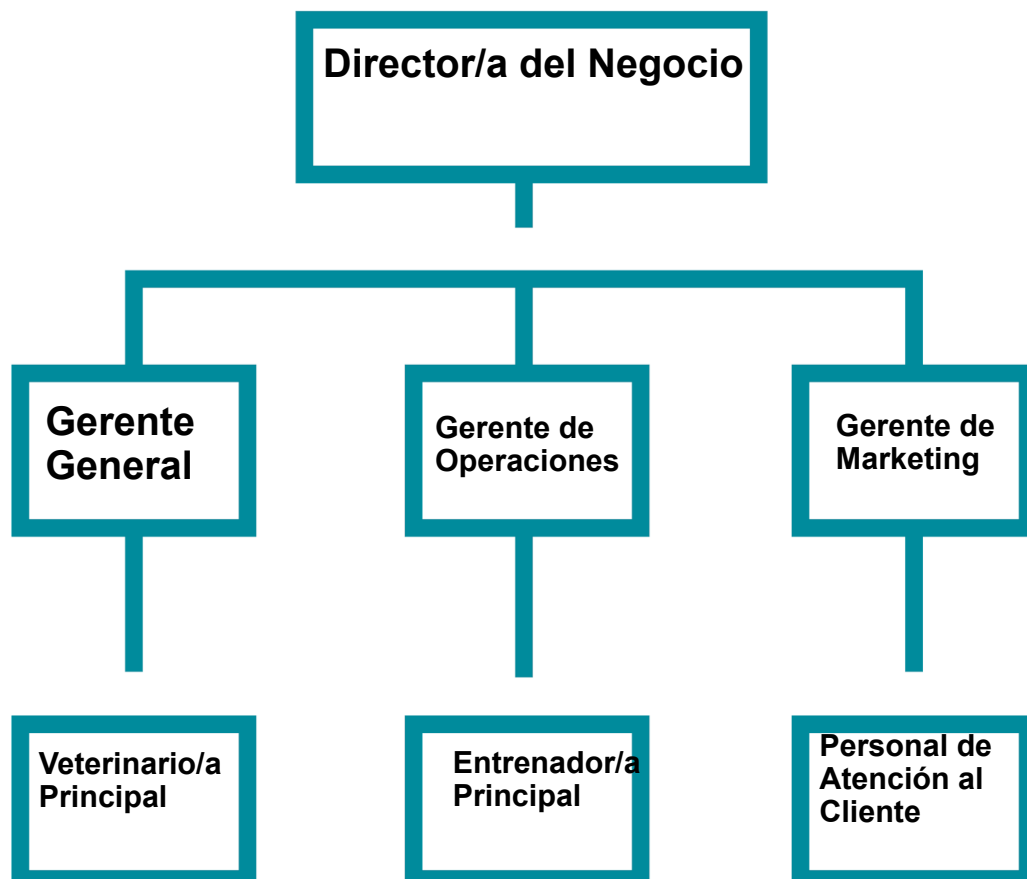 Director/a del Negocio
Gerente
General
Gerente de
Operaciones
Gerente de
Marketing
Veterinario/a
Principal
Entrenador/a
Principal
Personal de
Atención al
Cliente